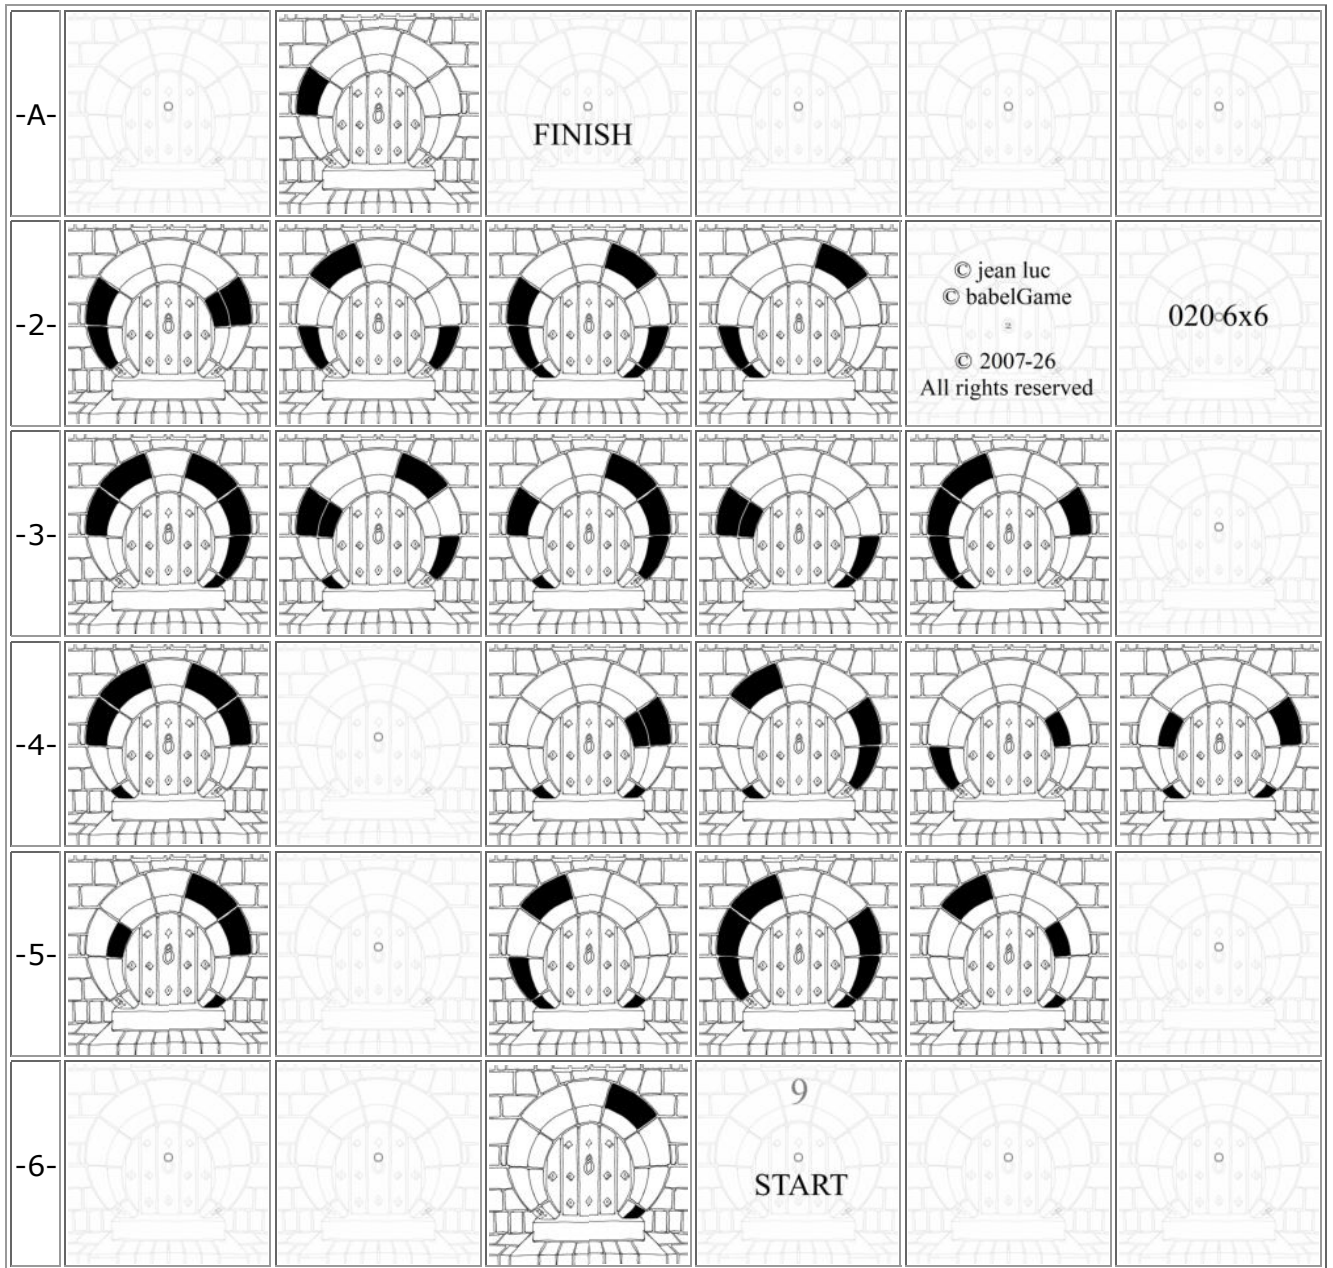 -A-
FINISH
-2-
© jean luc
© babelGame
© 2007-26
All rights reserved
020 6x6
-3-
-4-
-5-
-6-
9
START